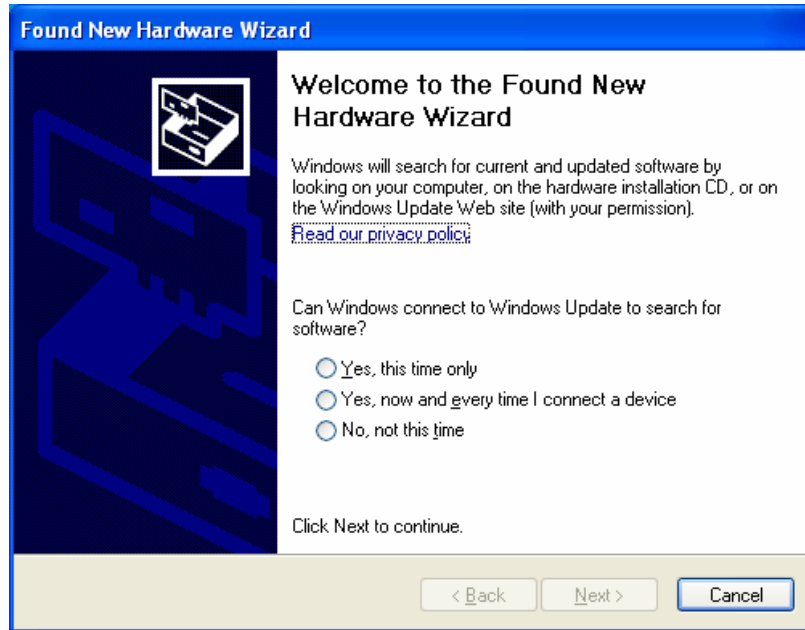 Found New Hardware Wizard
Welcome to the Found New
Hardware Wizard
Windows will search for current and updated software by
looking on your computer, on the hardware installation CD, or on
the Windows Update Web site (with your permission).
Read our privacy policy
Can Windows connect to Windows Update to search for
software?
Yes, this time only
Yes, now and every time I connect a device
No, not this time
Click Next to continue.
< Back
Next >
Cancel